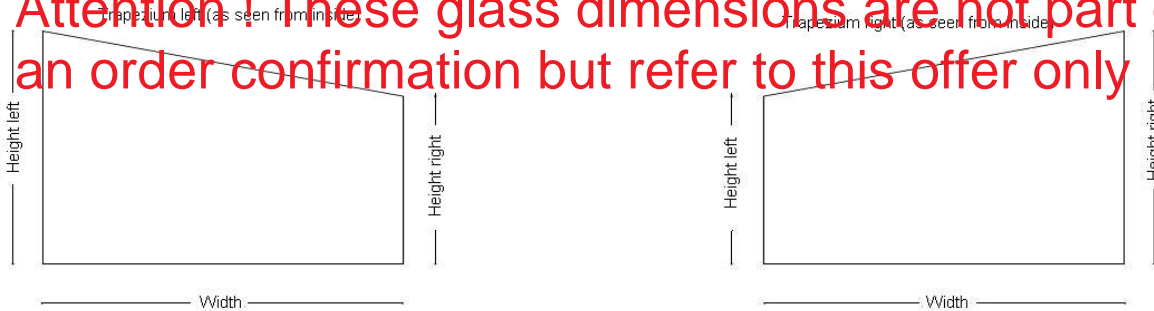 Attention ! These glass dimensions are not part
an order confirmation but refer to this offer only
Trapezium left (as seen from inside)
Height left
Height right
Width
Trapezium right (as seen from inside)
Height left
Height right
Width